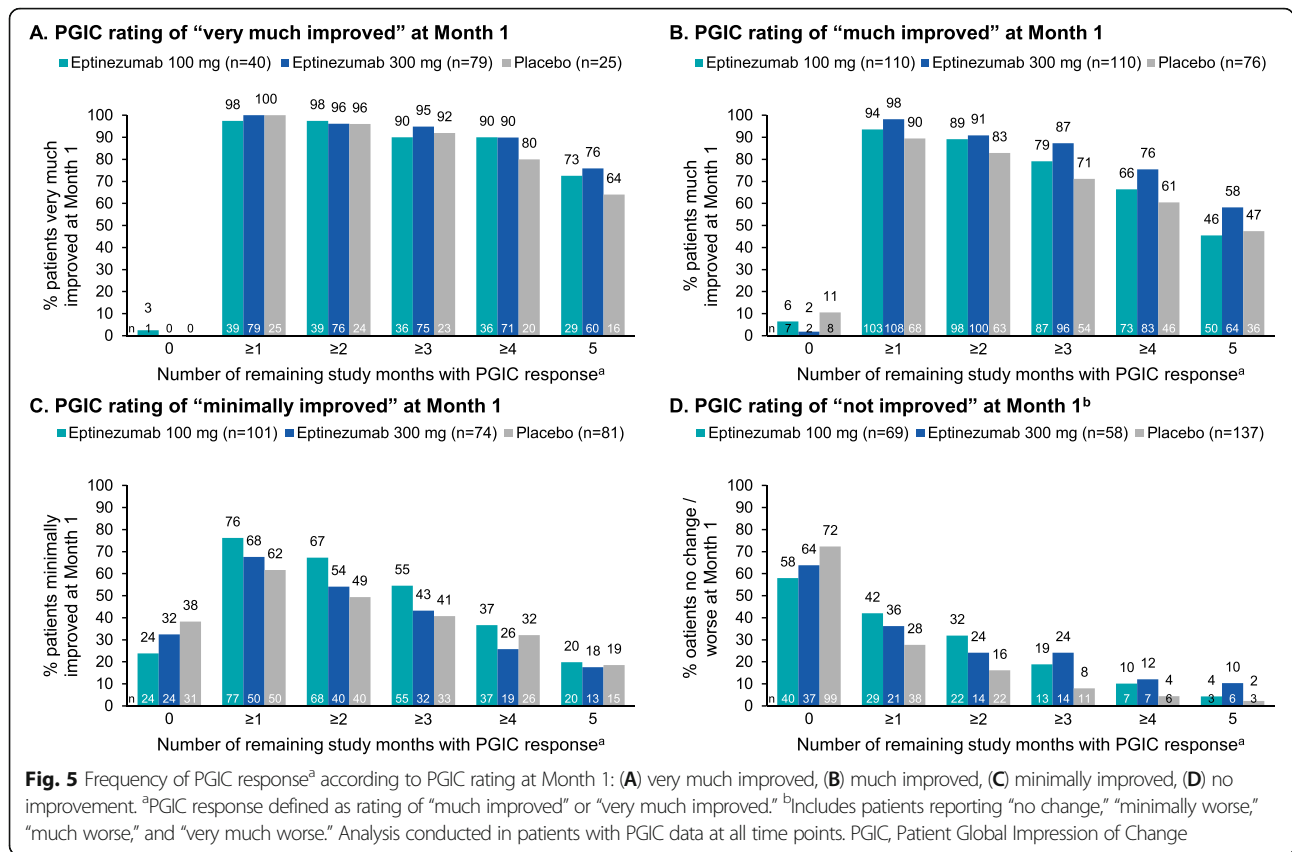 A. PGIC rating of “very much improved” at Month 1
Eptinezumab 100 mg (n=40) Eptinezumab 300 mg (n=79) Placebo (n=25)
% patients very much
improved at Month 1
100
90
80
70
60
50
40
30
20
10
0
3
98 100
98 96 96
90 95 92
90 90 80
73 76 64
n 1 0 0 39 79 25 39 76 24 36 75 23 36 71 20 29 60 16
0 ≥1 ≥2 ≥3 ≥4 5
Number of remaining study months with PGIC responseᵃ
B. PGIC rating of “much improved” at Month 1
Eptinezumab 100 mg (n=110) Eptinezumab 300 mg (n=110) Placebo (n=76)
% patients much
improved at Month 1
100
90
80
70
60
50
40
30
20
10
0
6 2 11
94 98 90
89 91 83
79 87 71
66 76 61
46 58 47
n 7 2 8 103 108 68 98 100 63 87 96 54 73 83 46 50 64 36
0 ≥1 ≥2 ≥3 ≥4 5
Number of remaining study months with PGIC responseᵃ
C. PGIC rating of “minimally improved” at Month 1
Eptinezumab 100 mg (n=101) Eptinezumab 300 mg (n=74) Placebo (n=81)
% patients minimally
improved at Month 1
100
90
80
70
60
50
40
30
20
10
0
24 32 38
76 68 62
67 54 49
55 43 41
37 26 32
20 18 19
n 24 24 31 77 50 50 68 40 40 55 32 33 37 19 26 20 13 15
0 ≥1 ≥2 ≥3 ≥4 5
Number of remaining study months with PGIC responseᵃ
D. PGIC rating of “not improved” at Month 1ᵇ
Eptinezumab 100 mg (n=69) Eptinezumab 300 mg (n=58) Placebo (n=137)
% oatients no change /
worse at Month 1
100
90
80
70
60
50
40
30
20
10
0
58 64 72
42 36 28
32 24 16
19 24 8
10 12 4
4 10 2
n 40 37 99 29 21 38 22 14 22 13 14 11 7 7 6 3 6 3
0 ≥1 ≥2 ≥3 ≥4 5
Number of remaining study months with PGIC responseᵃ
Fig. 5 Frequency of PGIC responseᵃ according to PGIC rating at Month 1: (A) very much improved, (B) much improved, (C) minimally improved, (D) no
improvement. ᵃPGIC response defined as rating of “much improved” or “very much improved.” ᵇIncludes patients reporting “no change,” “minimally worse,”
“much worse,” and “very much worse.” Analysis conducted in patients with PGIC data at all time points. PGIC, Patient Global Impression of Change